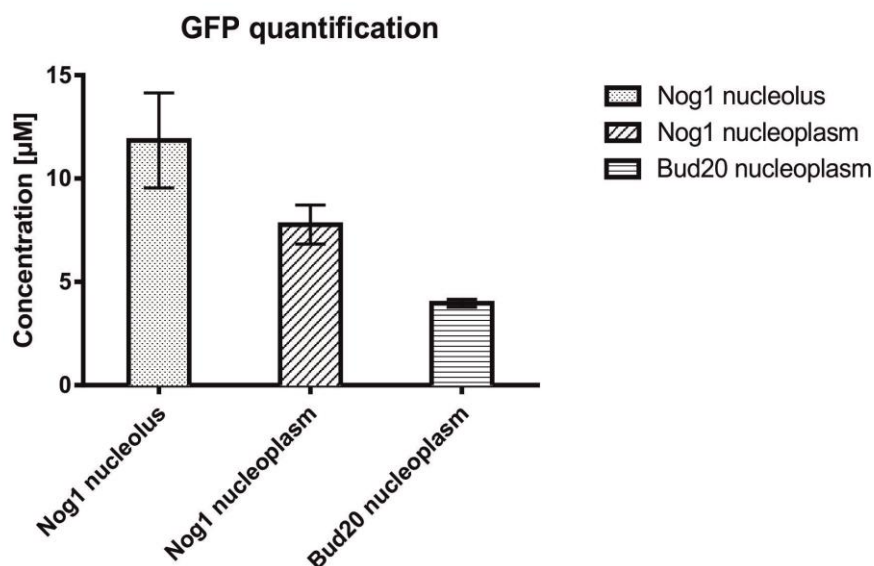 GFP quantification
Concentration [µM]
15
10
5
0
Nog1 nucleolus
Nog1 nucleoplasm
Bud20 nucleoplasm
Nog1 nucleolus
Nog1 nucleoplasm
Bud20 nucleoplasm